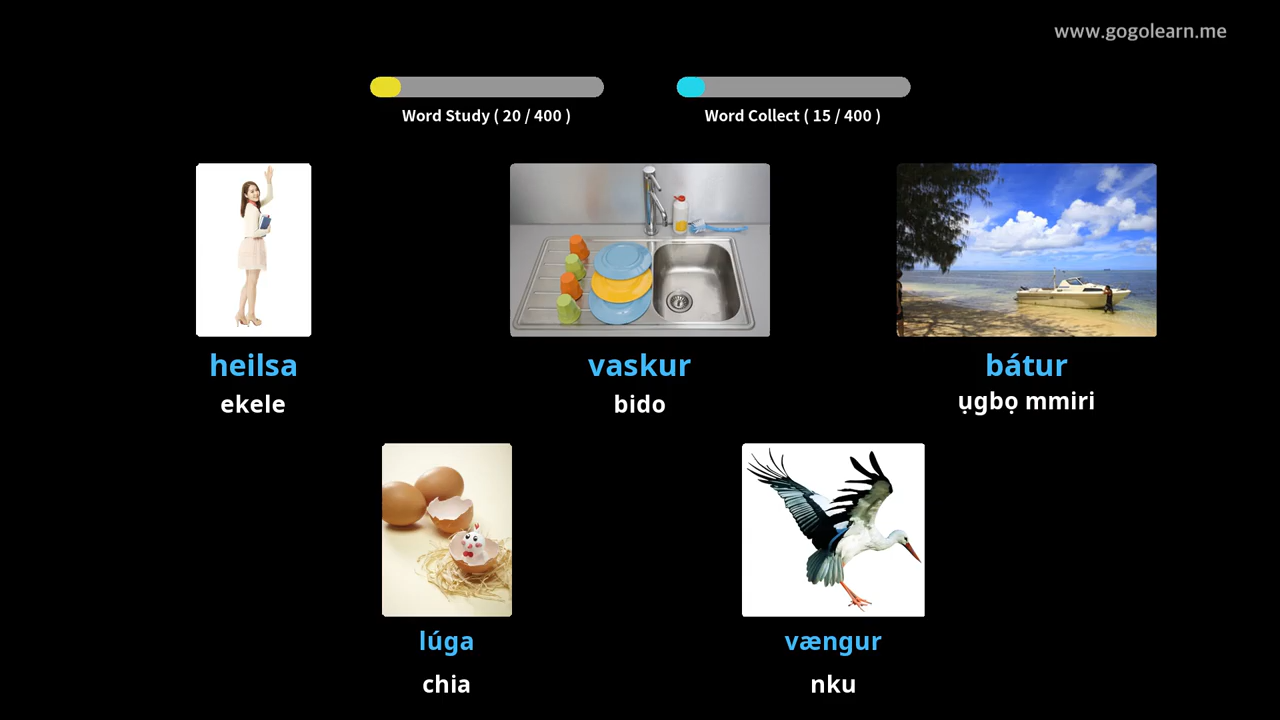 www.gogolearn.me
Word Study ( 20 / 400 )
Word Collect ( 15 / 400 )
heilsa
ekele
vaskur
bido
bátur
ụgbọ mmiri
lúga
chia
vængur
nku